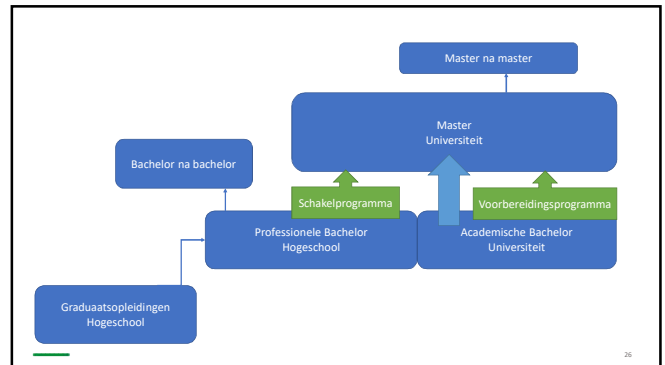 Master na master
Master
Universiteit
Bachelor na bachelor
Schakelprogramma
Voorbereidingsprogramma
Professionele Bachelor
Hogeschool
Academische Bachelor
Universiteit
Graduaatsopleidingen
Hogeschool
26